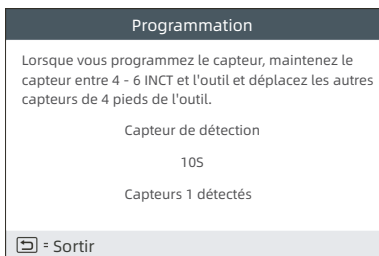 Programmation
Lorsque vous programmez le capteur, maintenez le
capteur entre 4 - 6 INCT et l'outil et déplacez les autres
capteurs de 4 pieds de l'outil.
Capteur de détection
10S
Capteurs 1 détectés
= Sortir